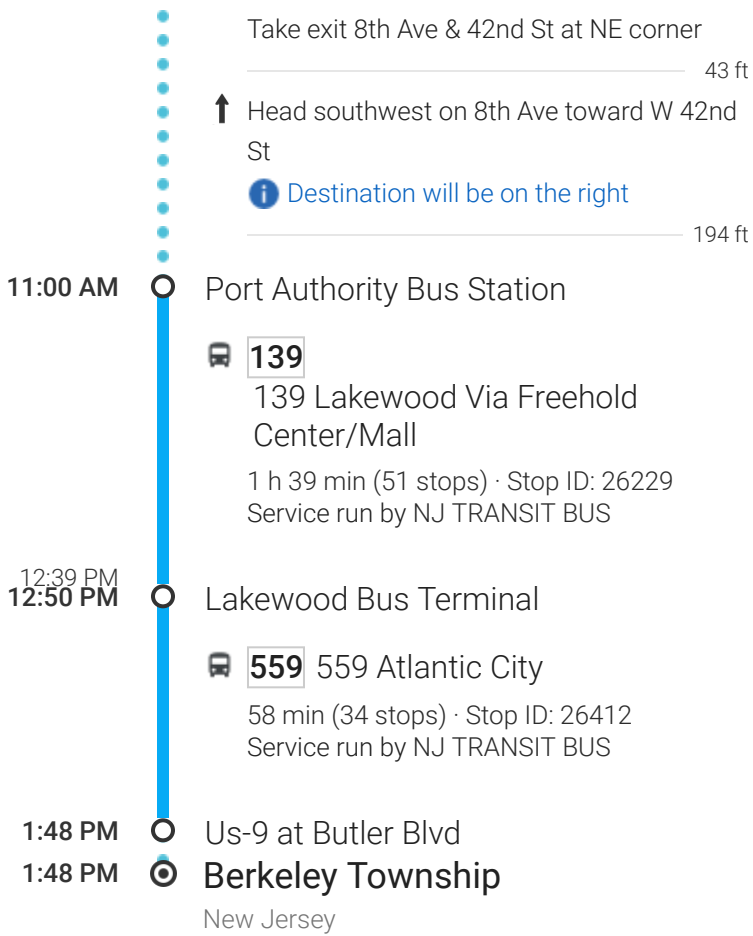 Take exit 8th Ave & 42nd St at NE corner
43 ft
Head southwest on 8th Ave toward W 42nd
St
Destination will be on the right
194 ft
11:00 AM Port Authority Bus Station
139
139 Lakewood Via Freehold
Center/Mall
1 h 39 min (51 stops) · Stop ID: 26229
Service run by NJ TRANSIT BUS
12:39 PM
12:50 PM Lakewood Bus Terminal
559 559 Atlantic City
58 min (34 stops) · Stop ID: 26412
Service run by NJ TRANSIT BUS
1:48 PM Us-9 at Butler Blvd
1:48 PM Berkeley Township
New Jersey